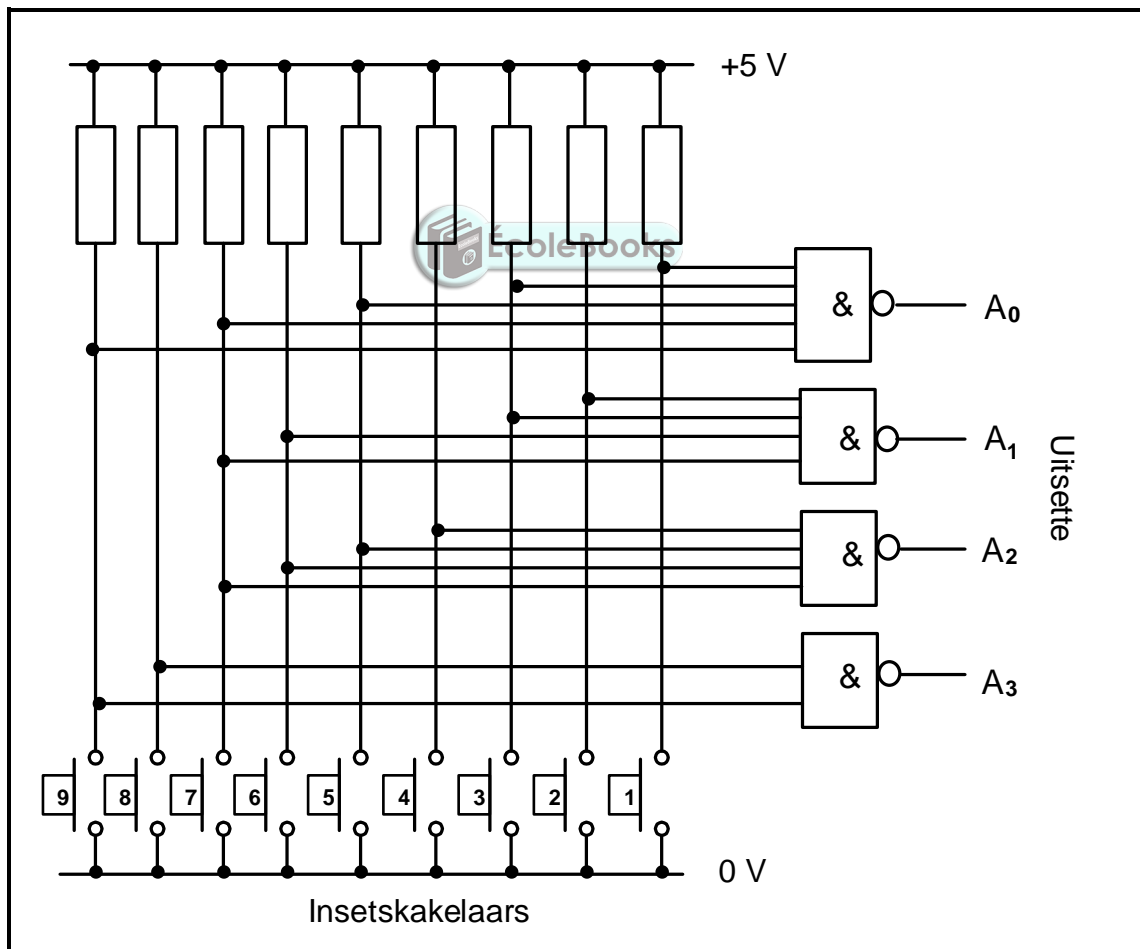 +5 V
ÉcoleBooks
& A0
& A1
Uitsette
& A2
& A3
9 8 7 6 5 4 3 2 1
0 V
Insetskakelaars